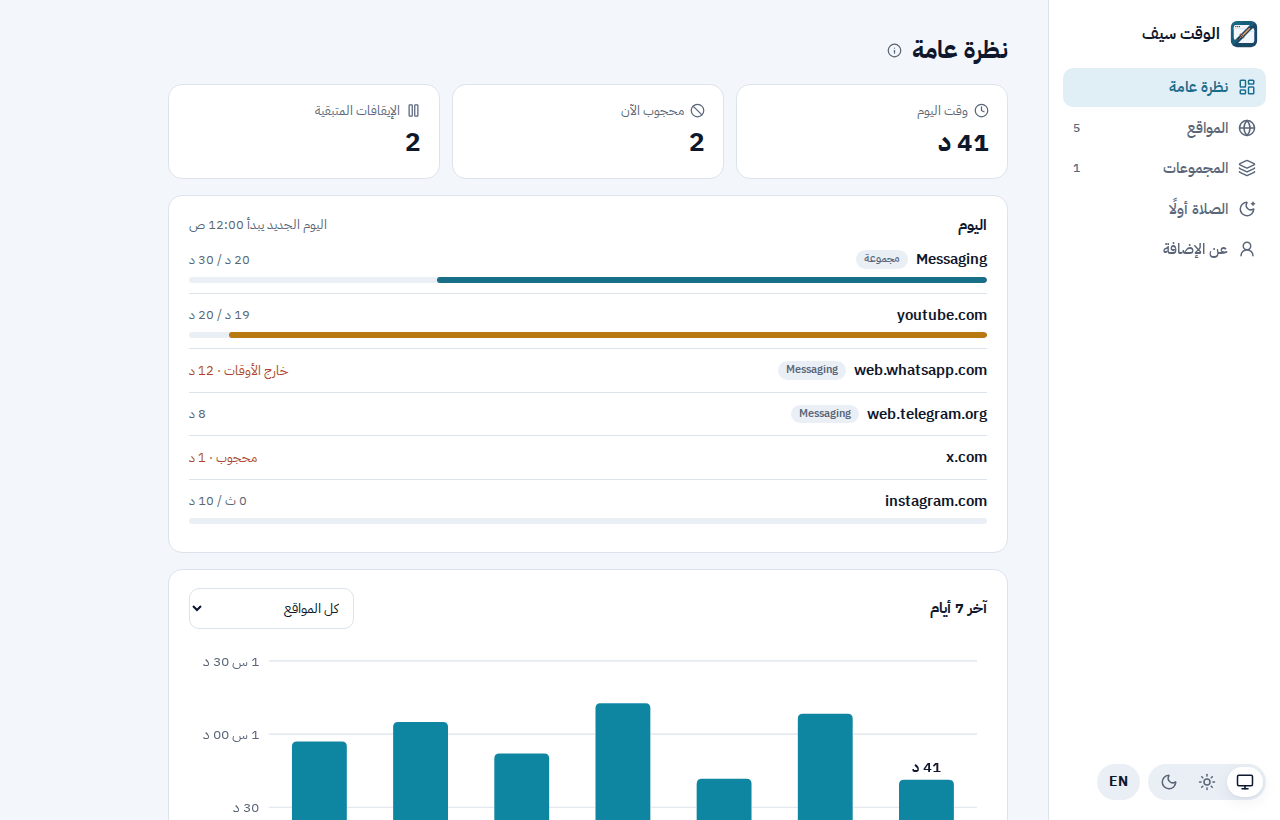 الوقت سيف
نظرة عامة
المواقع 5
المجموعات 1
الصلاة أولًا
عن الإضافة
EN
نظرة عامة
وقت اليوم
41 د
محجوب الآن
2
الإيقافات المتبقية
2
اليوم
اليوم الجديد يبدأ 12:00 ص
Messaging مجموعة 20 د / 30 د
youtube.com 19 د / 20 د
web.whatsapp.com Messaging خارج الأوقات · 12 د
web.telegram.org Messaging 8 د
x.com محجوب · 1 د
instagram.com 0 ث / 10 د
آخر 7 أيام
كل المواقع
1 س 30 د
1 س 00 د
41 د
30 د